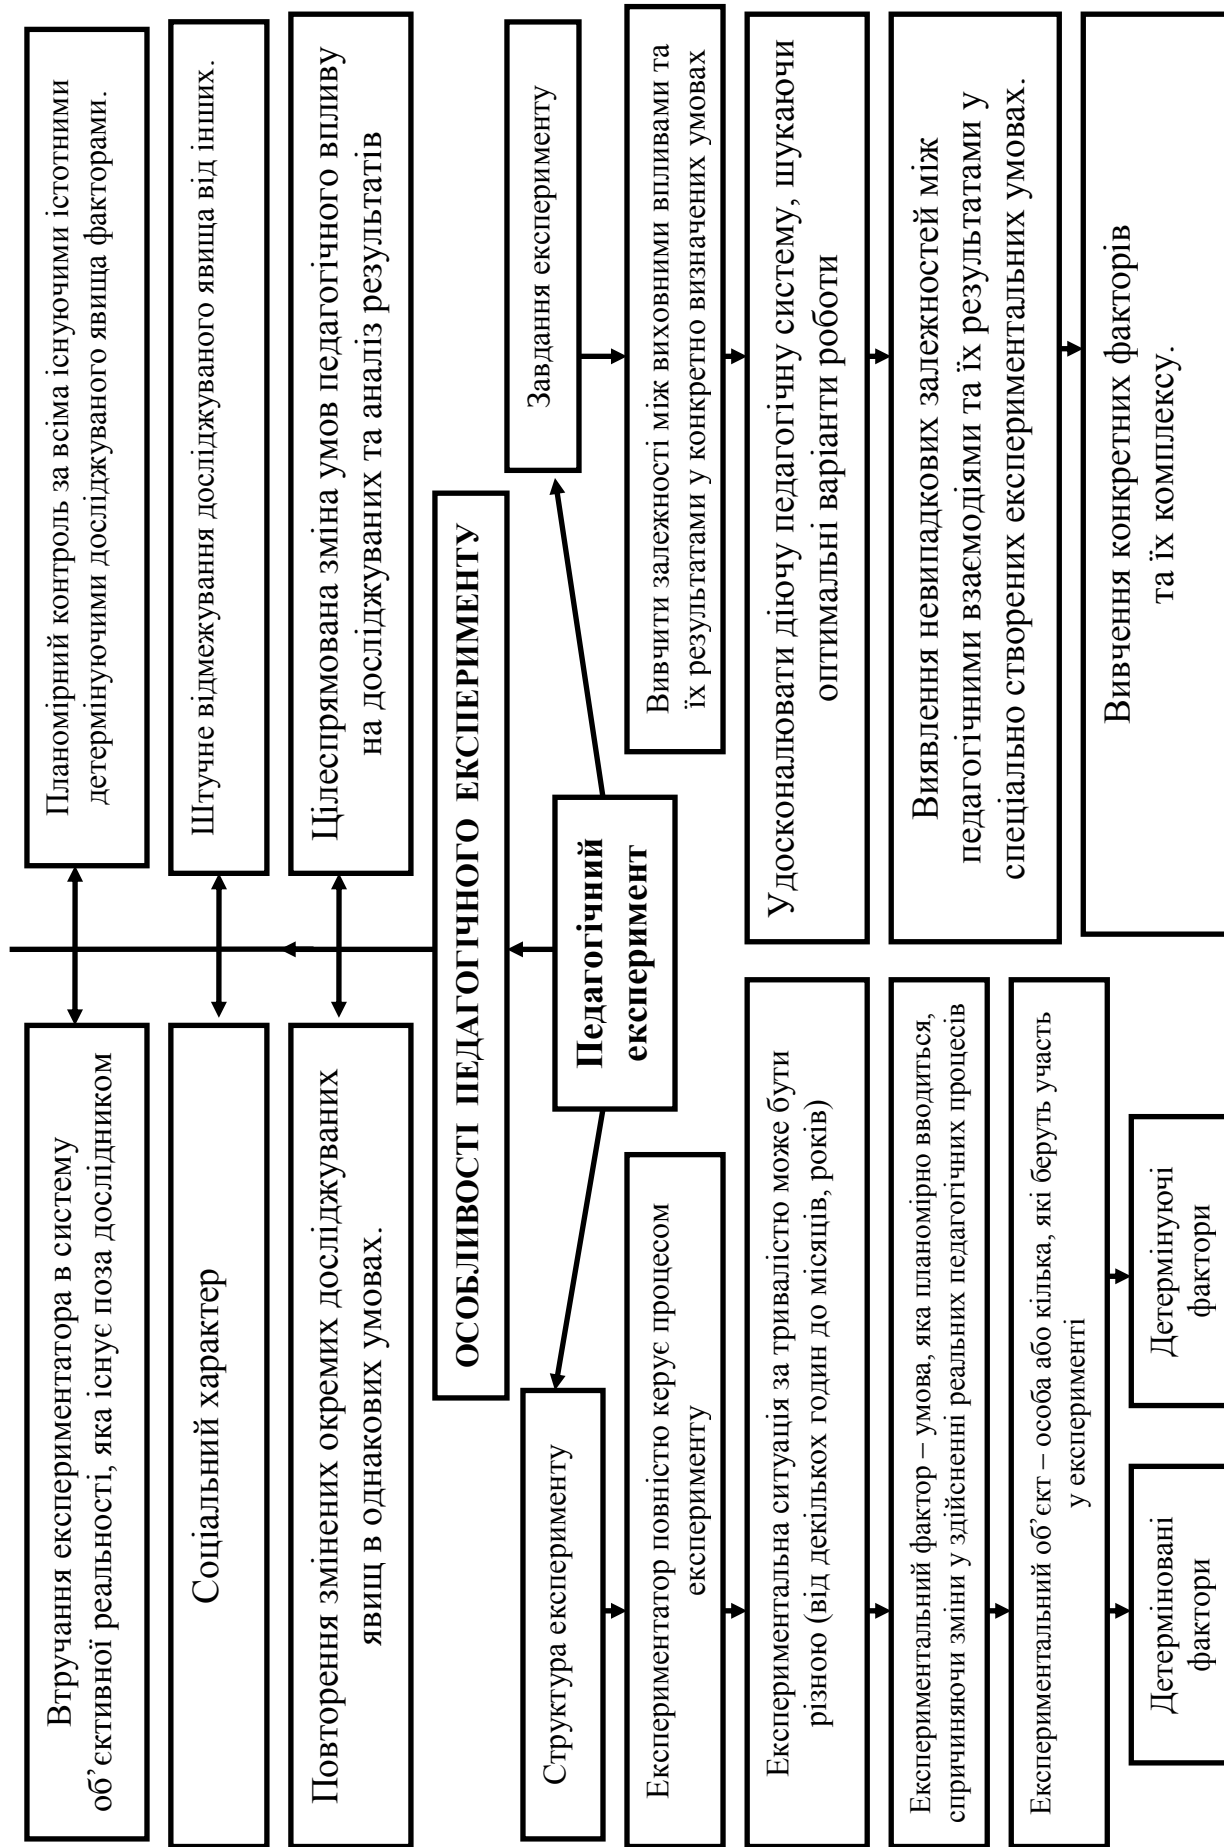 Втручання експериментатора в систему
об’єктивної реальності, яка існує поза дослідником
Планомірний контроль за всіма існуючими істотними
детермінуючими досліджуваного явища факторами.
Соціальний характер
Штучне відмежування досліджуваного явища від інших.
Повторення змінених окремих досліджуваних
явищ в однакових умовах.
Цілеспрямована зміна умов педагогічного впливу
на досліджуваних та аналіз результатів
ОСОБЛИВОСТІ ПЕДАГОГІЧНОГО ЕКСПЕРИМЕНТУ
Педагогічний
експеримент
Структура експерименту
Експериментатор повністю керує процесом
експерименту
Експериментальна ситуація за тривалістю може бути
різною (від декількох годин до місяців, років)
Експериментальний фактор – умова, яка планомірно вводиться,
спричиняючи зміни у здійсненні реальних педагогічних процесів
Експериментальний об’єкт – особа або кілька, які беруть участь
у експерименті
Детерміновані
фактори
Детермінуючі
фактори
Завдання експерименту
Вивчити залежності між виховними впливами та
їх результатами у конкретно визначених умовах
Удосконалювати діючу педагогічну систему, шукаючи
оптимальні варіанти роботи
Виявлення невипадкових залежностей між
педагогічними взаємодіями та їх результатами у
спеціально створених експериментальних умовах.
Вивчення конкретних факторів
та їх комплексу.